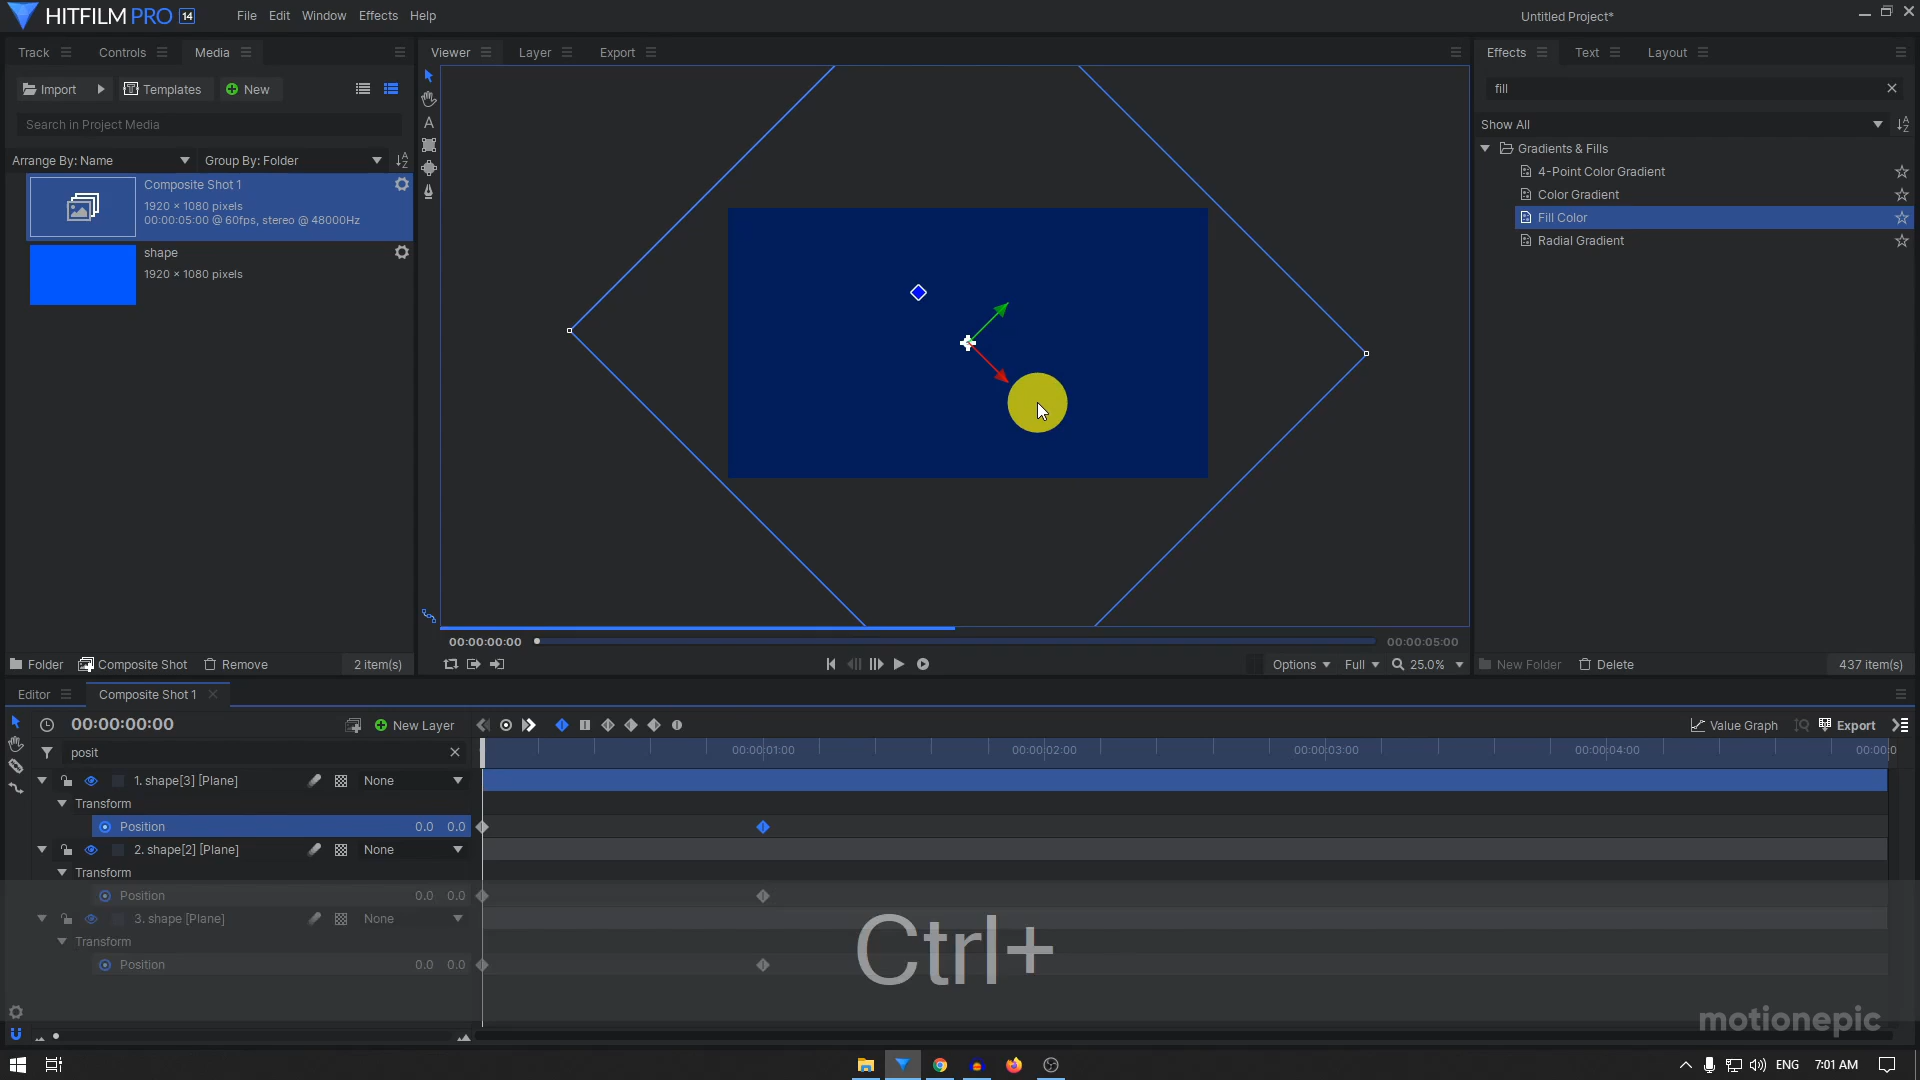 HITFILM PRO 14
File Edit Window Effects Help
Untitled Project*
Track Controls Media
Viewer Layer Export
Effects Text Layout
Import Templates New
fill
Search in Project Media
Show All
Arrange By: Name Group By: Folder
Gradients & Fills
4-Point Color Gradient
Color Gradient
Fill Color
Radial Gradient
Composite Shot 1
1920 × 1080 pixels
00:00:05:00 @ 60fps, stereo @ 48000Hz
shape
1920 × 1080 pixels
00:00:00:00
00:00:05:00
Folder Composite Shot Remove 2 item(s)
Options Full 25.0%
New Folder Delete 437 item(s)
Editor Composite Shot 1
00:00:00:00 New Layer
Value Graph Export
posit
00:00:01:00 00:00:02:00 00:00:03:00 00:00:04:00 00:00:0
1. shape[3] [Plane] None
Transform
Position 0.0 0.0
2. shape[2] [Plane] None
Transform
Position 0.0 0.0
3. shape [Plane] None
Transform
Position 0.0 0.0
Ctrl+
motionepic
ENG 7:01 AM